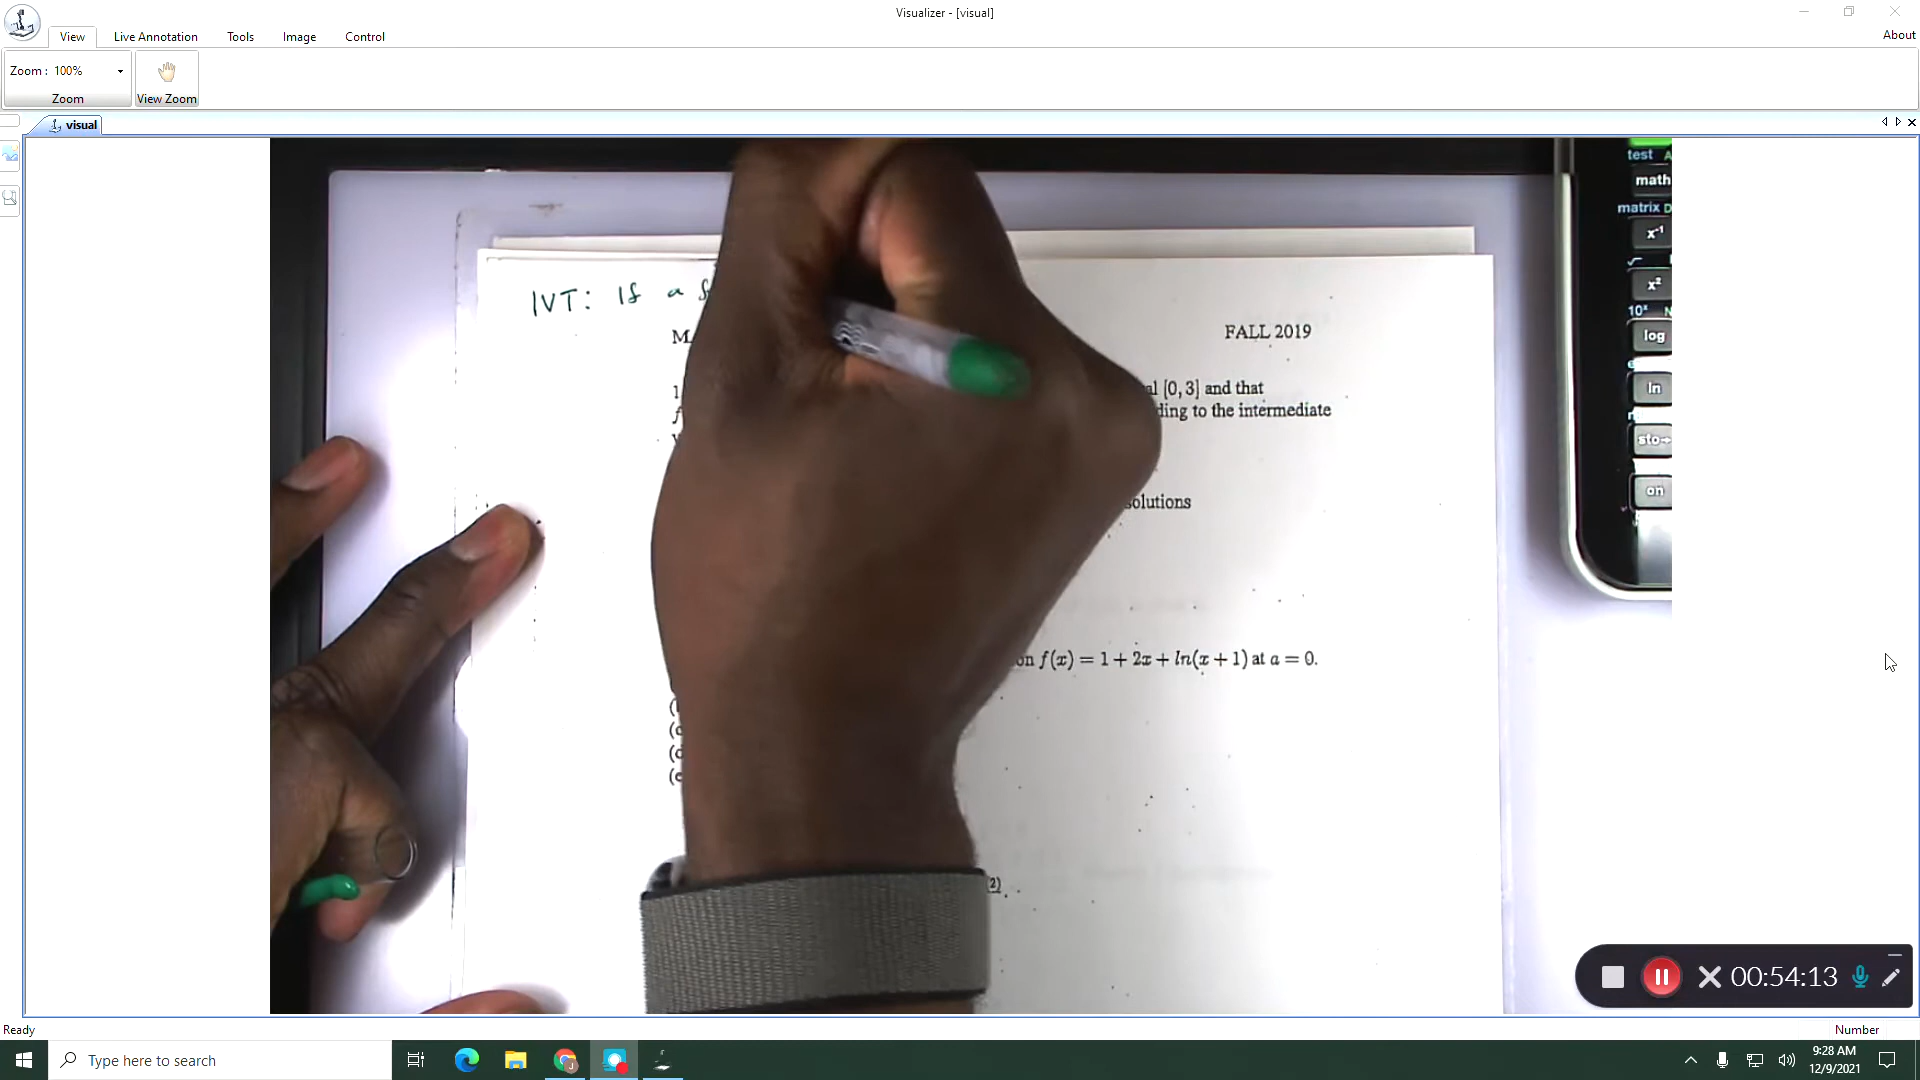 Visualizer - [visual]
View Live Annotation Tools Image Control
About
Zoom : 100%
Zoom View Zoom
visual
test
math
matrix D
x⁻¹
x²
10ˣ N
log
ln
sto→
on
IVT: If a
FALL 2019
[0, 3] and that
to the intermediate
solutions
f(x) = 1 + 2x + ln(x + 1) at a = 0.
00:54:13
Ready
Number
Type here to search
9:28 AM
12/9/2021